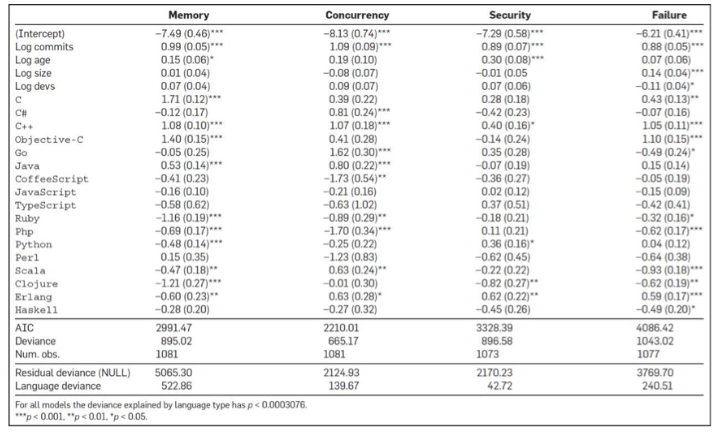 Memory Concurrency Security Failure
(Intercept) −7.49 (0.46)*** −8.13 (0.74)*** −7.29 (0.58)*** −6.21 (0.41)***
Log commits 0.99 (0.05)*** 1.09 (0.09)*** 0.89 (0.07)*** 0.88 (0.05)***
Log age 0.15 (0.06)* 0.19 (0.10) 0.30 (0.08)*** 0.07 (0.06)
Log size 0.01 (0.04) −0.08 (0.07) −0.01 (0.05 0.14 (0.04)***
Log devs 0.07 (0.04) 0.09 (0.07) 0.07 (0.06) −0.11 (0.04)*
C 1.71 (0.12)*** 0.39 (0.22) 0.28 (0.18) 0.43 (0.13)**
C# −0.12 (0.17) 0.81 (0.24)*** −0.42 (0.23) −0.07 (0.16)
C++ 1.08 (0.10)*** 1.07 (0.18)*** 0.40 (0.16)* 1.05 (0.11)***
Objective-C 1.40 (0.15)*** 0.41 (0.28) −0.14 (0.24) 1.10 (0.15)***
Go −0.05 (0.25) 1.62 (0.30)*** 0.35 (0.28) −0.49 (0.24)*
Java 0.53 (0.14)*** 0.80 (0.22)*** −0.07 (0.19) 0.15 (0.14)
CoffeeScript −0.41 (0.23) −1.73 (0.54)** −0.36 (0.27) −0.05 (0.19)
JavaScript −0.16 (0.10) −0.21 (0.16) 0.02 (0.12) −0.15 (0.09)
TypeScript −0.58 (0.62) −0.63 (1.02) 0.37 (0.51) −0.42 (0.41)
Ruby −1.16 (0.19)*** −0.89 (0.29)** −0.18 (0.21) −0.32 (0.16)*
Php −0.69 (0.17)*** −1.70 (0.34)*** 0.11 (0.21) −0.62 (0.17)***
Python −0.48 (0.14)*** −0.25 (0.22) 0.36 (0.16)* 0.04 (0.12)
Perl 0.15 (0.35) −1.23 (0.83) −0.62 (0.45) −0.64 (0.38)
Scala −0.47 (0.18)** 0.63 (0.24)** −0.22 (0.22) −0.93 (0.18)***
Clojure −1.21 (0.27)*** −0.01 (0.30) −0.82 (0.27)** −0.62 (0.19)**
Erlang −0.60 (0.23)** 0.63 (0.28)* 0.62 (0.22)** 0.59 (0.17)***
Haskell −0.28 (0.20) −0.27 (0.32) −0.45 (0.26) −0.49 (0.20)*
AIC 2991.47 2210.01 3328.39 4086.42
Deviance 895.02 665.17 896.58 1043.02
Num. obs. 1081 1081 1073 1077
Residual deviance (NULL) 5065.30 2124.93 2170.23 3769.70
Language deviance 522.86 139.67 42.72 240.51
For all models the deviance explained by language type has p < 0.0003076.
***p < 0.001, **p < 0.01, *p < 0.05.